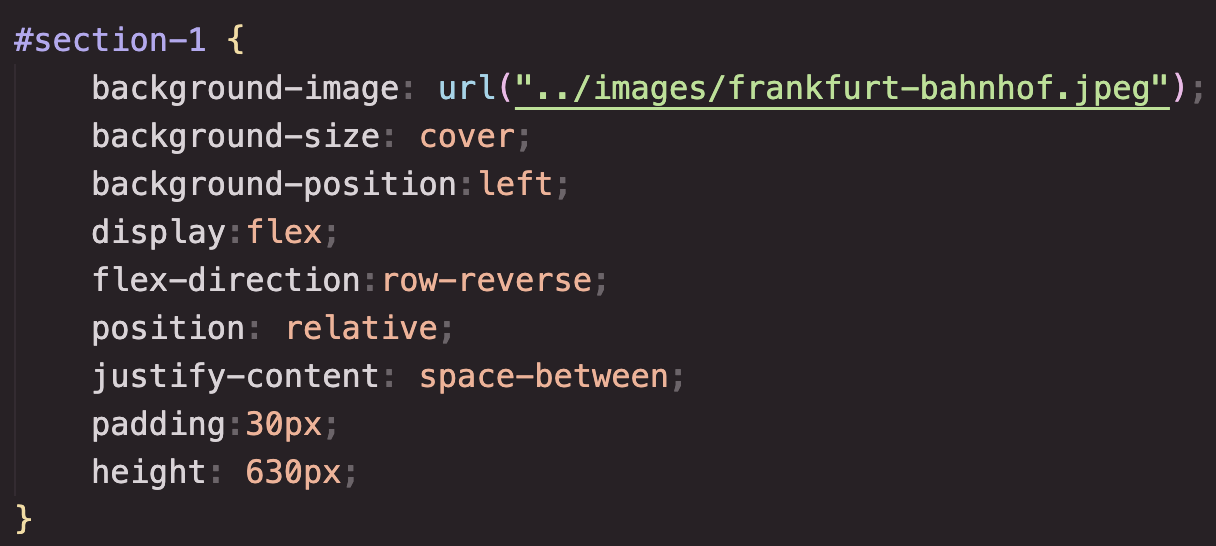 #section-1 {
    background-image: url("../images/frankfurt-bahnhof.jpeg");
    background-size: cover;
    background-position:left;
    display:flex;
    flex-direction:row-reverse;
    position: relative;
    justify-content: space-between;
    padding:30px;
    height: 630px;
}